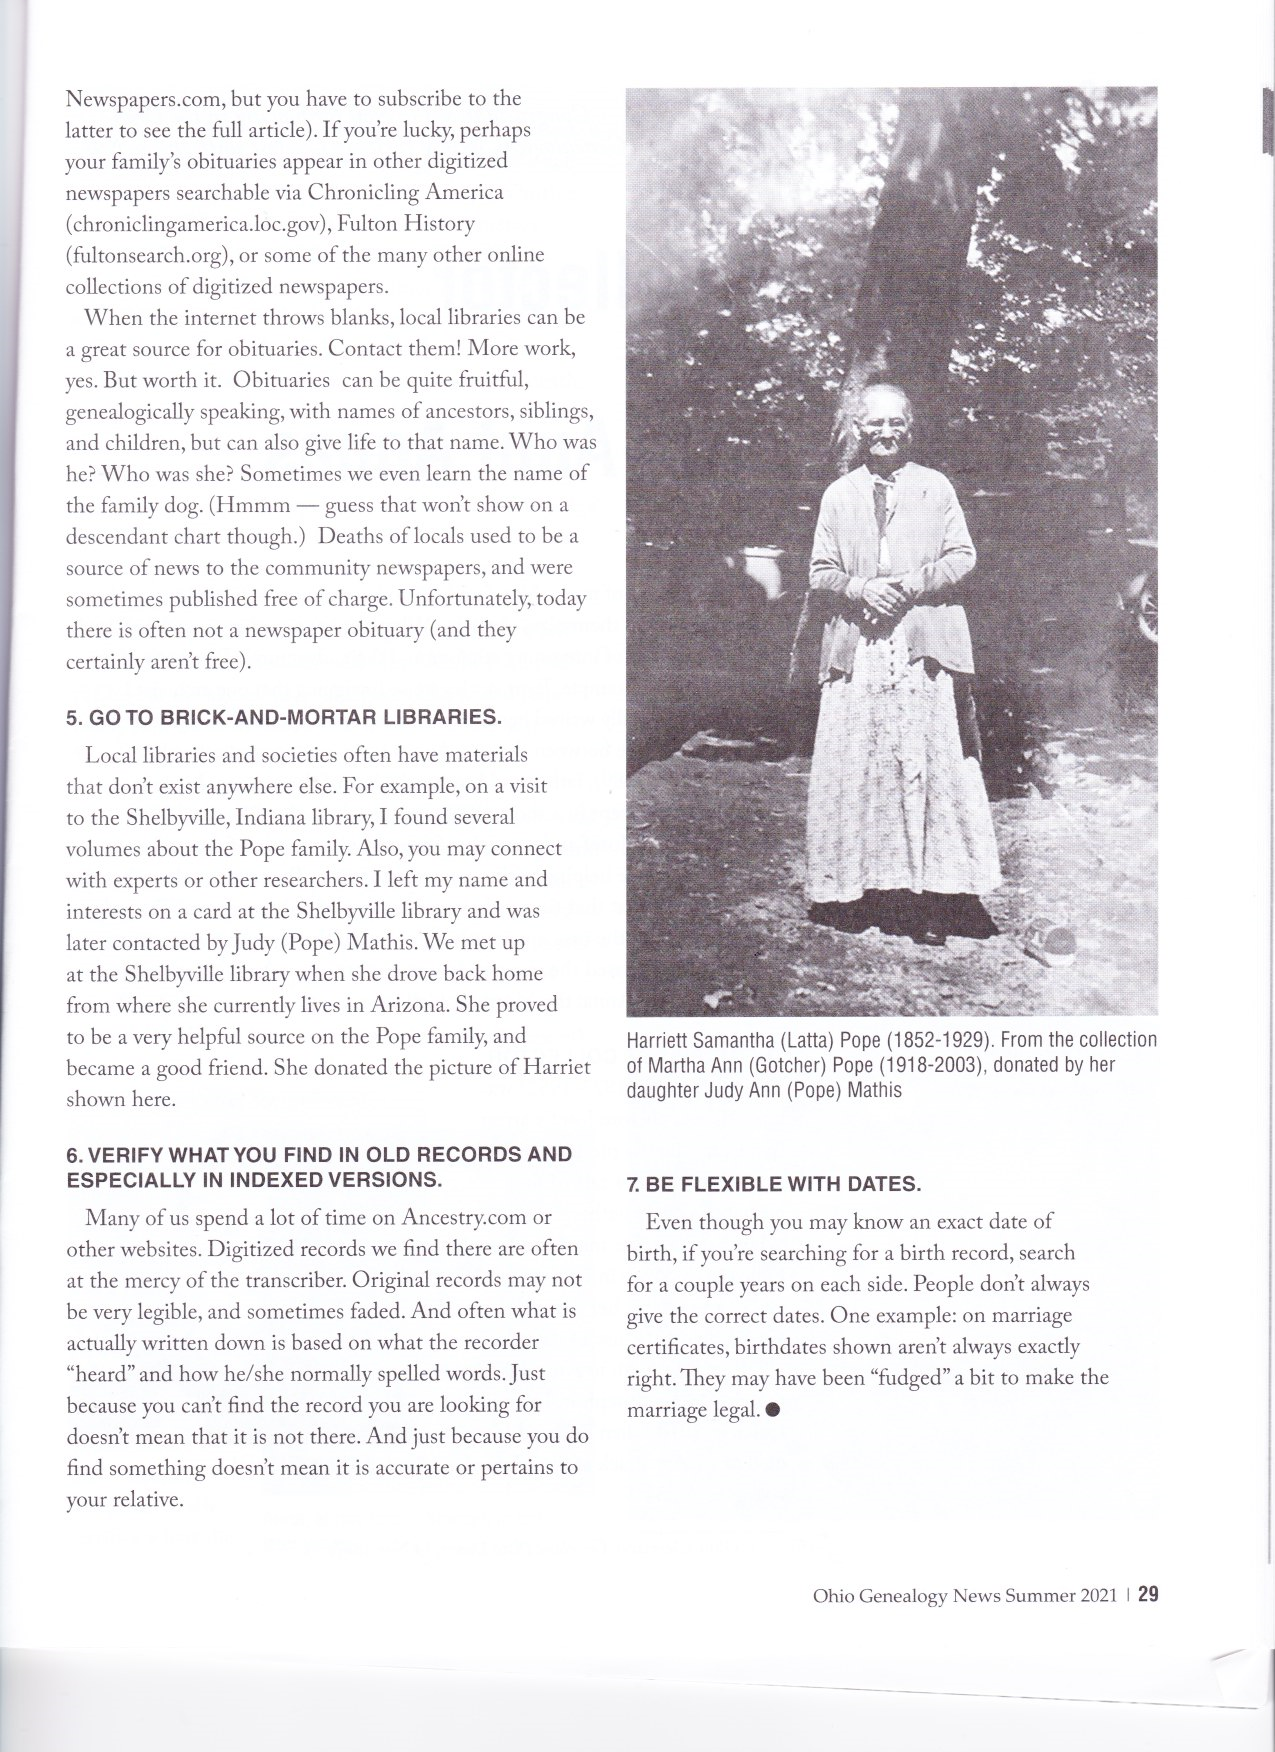 Newspapers.com, but you have to subscribe to the
latter to see the full article). If you're lucky, perhaps
your family's obituaries appear in other digitized
newspapers searchable via Chronicling America
(chroniclingamerica.loc.gov), Fulton History
(fultonsearch.org), or some of the many other online
collections of digitized newspapers.
When the internet throws blanks, local libraries can be
a great source for obituaries. Contact them! More work,
yes. But worth it.  Obituaries  can be quite fruitful,
genealogically speaking, with names of ancestors, siblings,
and children, but can also give life to that name. Who was
he? Who was she? Sometimes we even learn the name of
the family dog. (Hmmm — guess that won't show on a
descendant chart though.)  Deaths of locals used to be a
source of news to the community newspapers, and were
sometimes published free of charge. Unfortunately, today
there is often not a newspaper obituary (and they
certainly aren't free).
5. GO TO BRICK-AND-MORTAR LIBRARIES.
Local libraries and societies often have materials
that don't exist anywhere else. For example, on a visit
to the Shelbyville, Indiana library, I found several
volumes about the Pope family. Also, you may connect
with experts or other researchers. I left my name and
interests on a card at the Shelbyville library and was
later contacted by Judy (Pope) Mathis. We met up
at the Shelbyville library when she drove back home
from where she currently lives in Arizona. She proved
to be a very helpful source on the Pope family, and
became a good friend. She donated the picture of Harriet
shown here.
6. VERIFY WHAT YOU FIND IN OLD RECORDS AND
ESPECIALLY IN INDEXED VERSIONS.
Many of us spend a lot of time on Ancestry.com or
other websites. Digitized records we find there are often
at the mercy of the transcriber. Original records may not
be very legible, and sometimes faded. And often what is
actually written down is based on what the recorder
“heard” and how he/she normally spelled words. Just
because you can't find the record you are looking for
doesn't mean that it is not there. And just because you do
find something doesn't mean it is accurate or pertains to
your relative.
Harriett Samantha (Latta) Pope (1852-1929). From the collection
of Martha Ann (Gotcher) Pope (1918-2003), donated by her
daughter Judy Ann (Pope) Mathis
7. BE FLEXIBLE WITH DATES.
Even though you may know an exact date of
birth, if you're searching for a birth record, search
for a couple years on each side. People don't always
give the correct dates. One example: on marriage
certificates, birthdates shown aren't always exactly
right. They may have been “fudged” a bit to make the
marriage legal. ●
Ohio Genealogy News Summer 2021 | 29